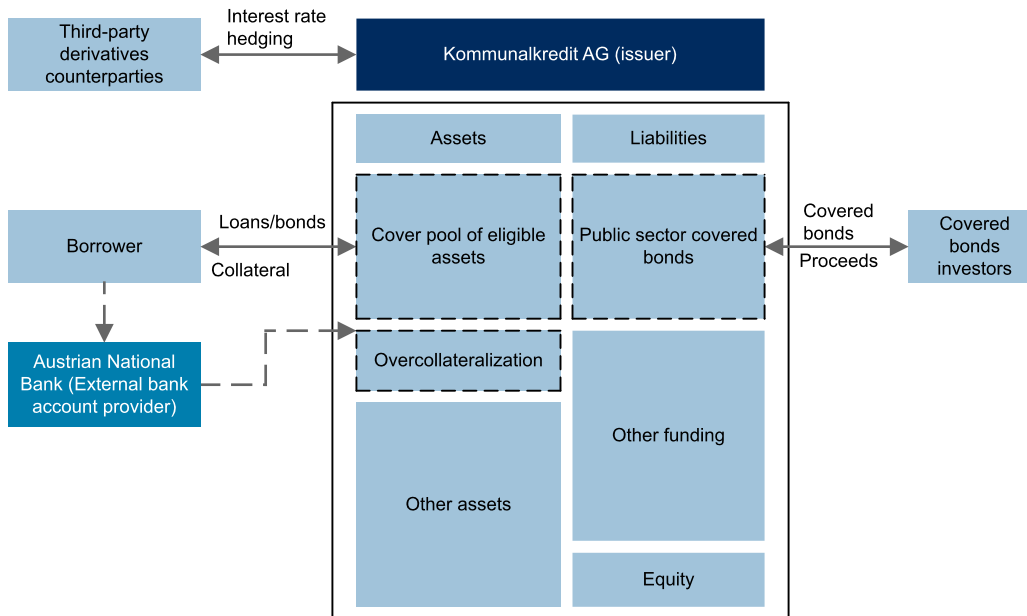 Third-party
derivatives
counterparties
Interest rate
hedging
Kommunalkredit AG (issuer)
Assets
Liabilities
Borrower
Loans/bonds
Collateral
Cover pool of eligible
assets
Public sector covered
bonds
Covered
bonds
Proceeds
Covered
bonds
investors
Austrian National
Bank (External bank
account provider)
Overcollateralization
Other funding
Other assets
Equity